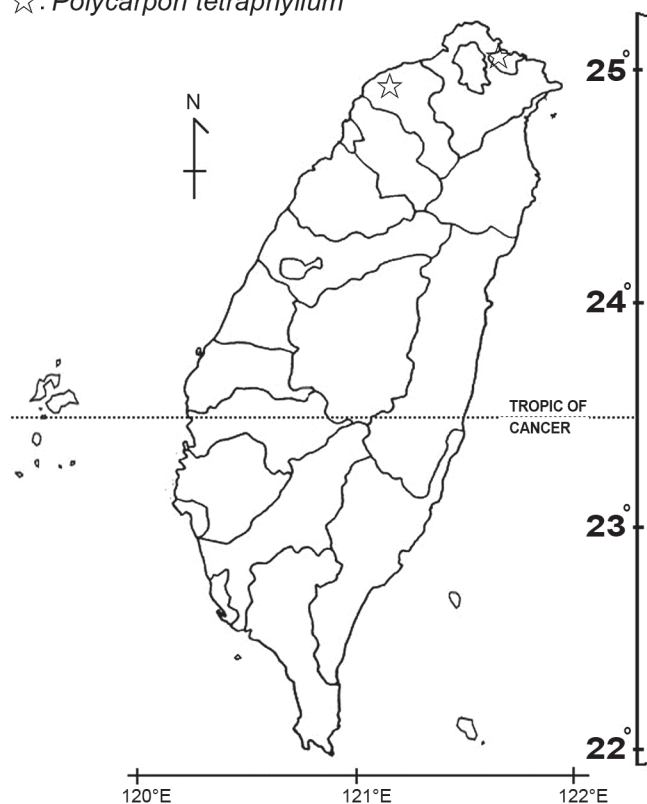 ☆: Polycarpon tetraphyllum
25°
N
24°
TROPIC OF
CANCER
23°
22°
120°E 121°E 122°E